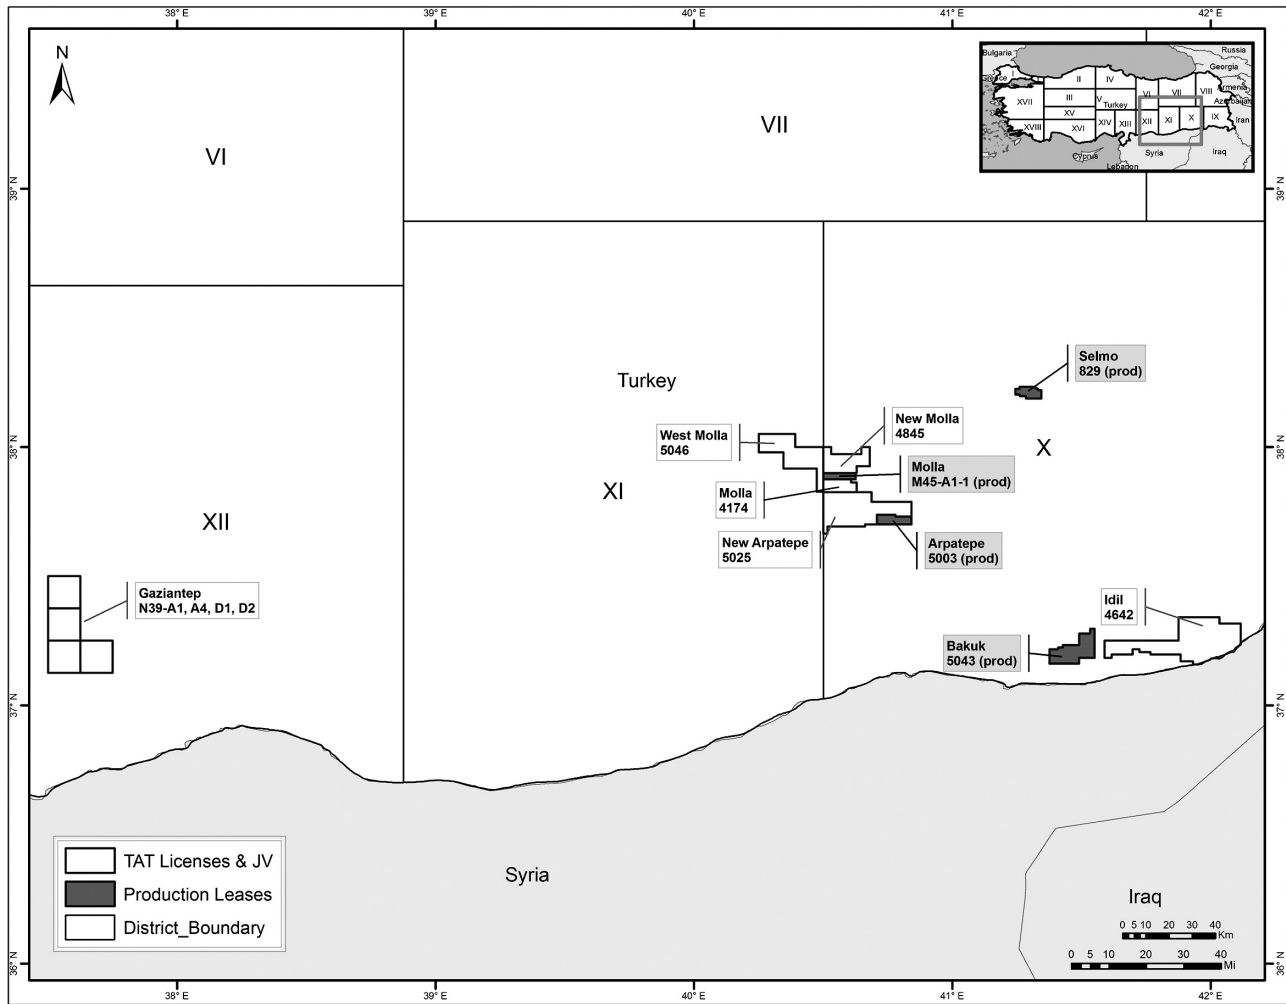 38° E
39° E
40° E
41° E
42° E
N
Bulgaria
Russia
Georgia
Greece
I
II
IV
VI
VII
VIII
Armenia
Azerbaijan
XVII
III
V
Turkey
XV
XVIII
XVI
XIV
XIII
XII
XI
X
IX
Iran
Cyprus
Syria
Iraq
Lebanon
VI
VII
39° N
39° N
Turkey
Selmo
829 (prod)
X
New Molla
4845
West Molla
5046
38° N
38° N
Molla
M45-A1-1 (prod)
XI
Molla
4174
XII
New Arpatepe
5025
Arpatepe
5003 (prod)
Gaziantep
N39-A1, A4, D1, D2
Idil
4642
Bakuk
5043 (prod)
37° N
37° N
TAT Licenses & JV
Production Leases
District_Boundary
Syria
Iraq
0 5 10 20 30 40
Km
0 5 10 20 30 40
Mi
36° N
36° N
38° E
39° E
40° E
41° E
42° E